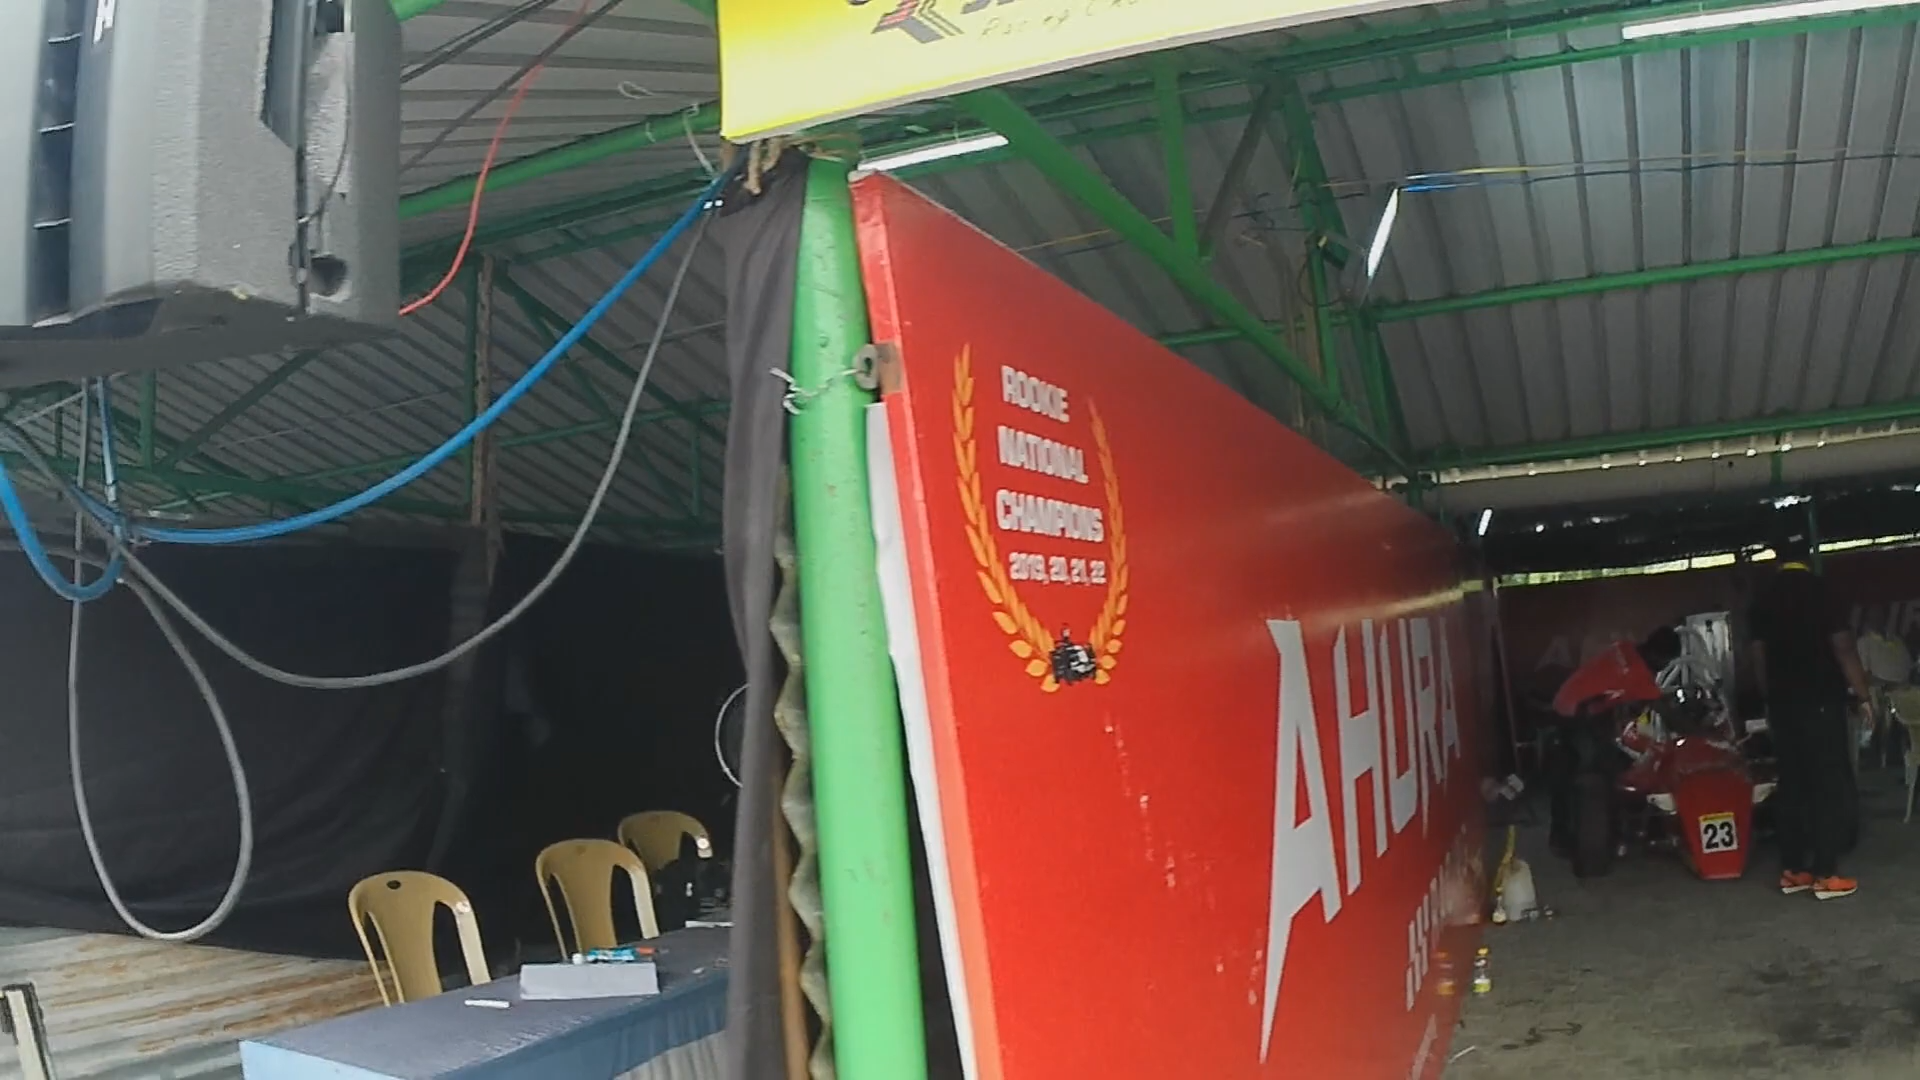 ROOKIE
NATIONAL
CHAMPIONS
2019, 20, 21, 22
AHURA
23